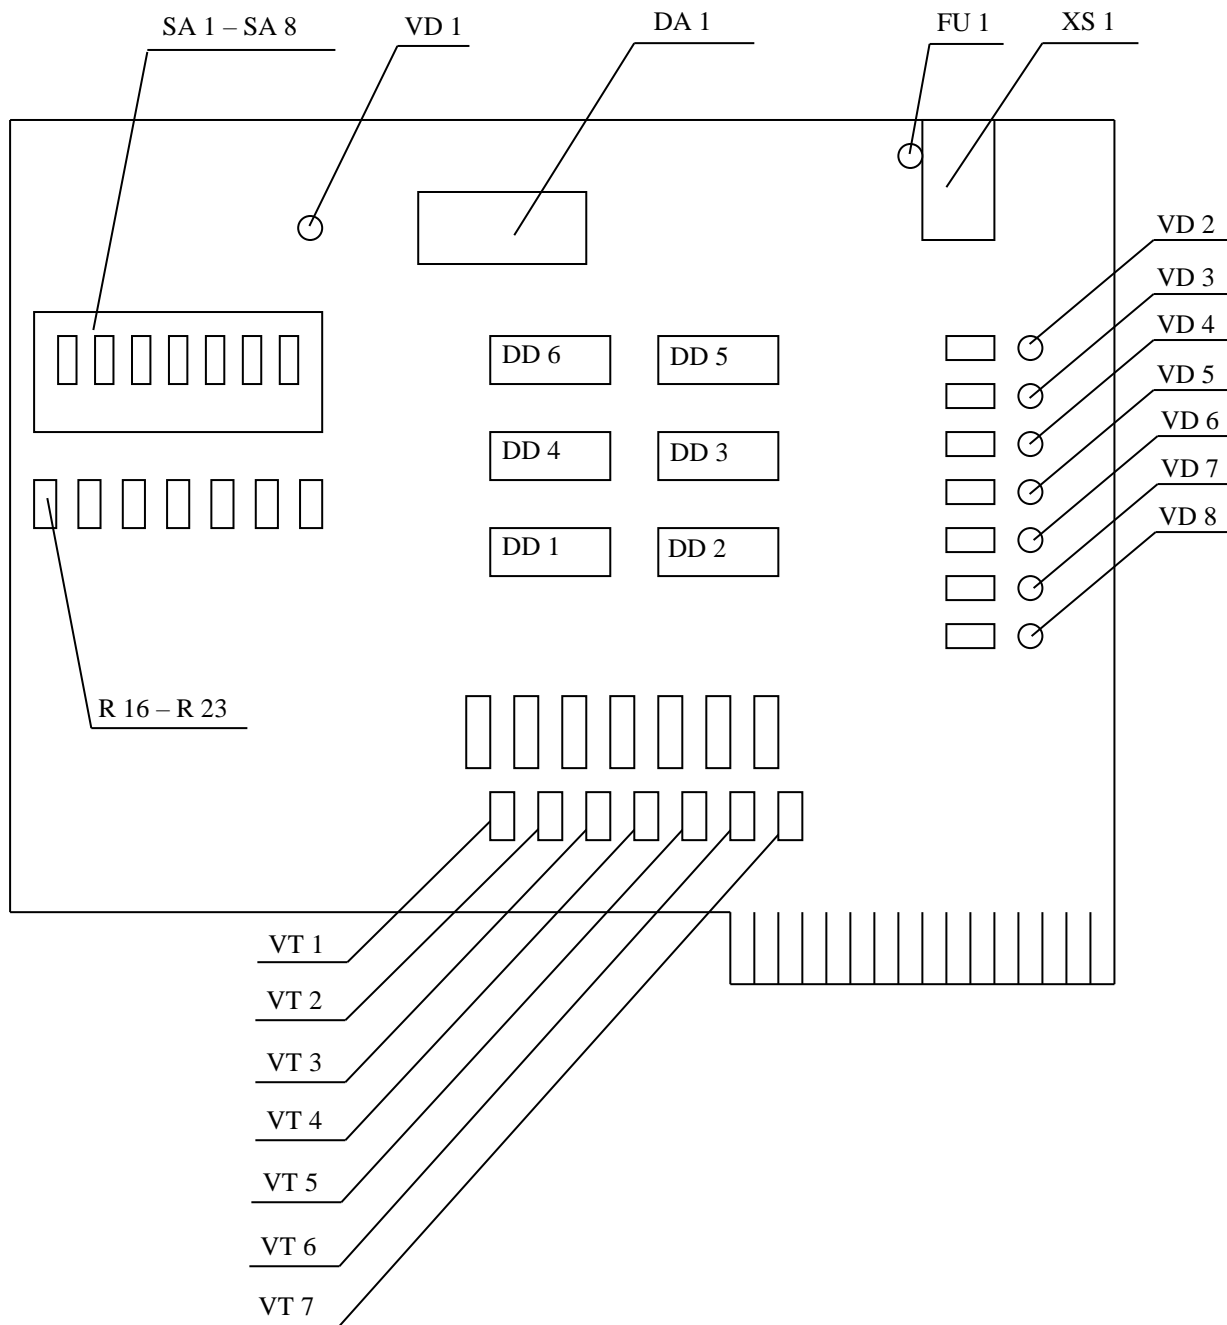 SA 1 – SA 8
VD 1
DA 1
FU 1
XS 1
VD 2
VD 3
VD 4
VD 5
VD 6
VD 7
VD 8
DD 6
DD 5
DD 4
DD 3
DD 1
DD 2
R 16 – R 23
VT 1
VT 2
VT 3
VT 4
VT 5
VT 6
VT 7